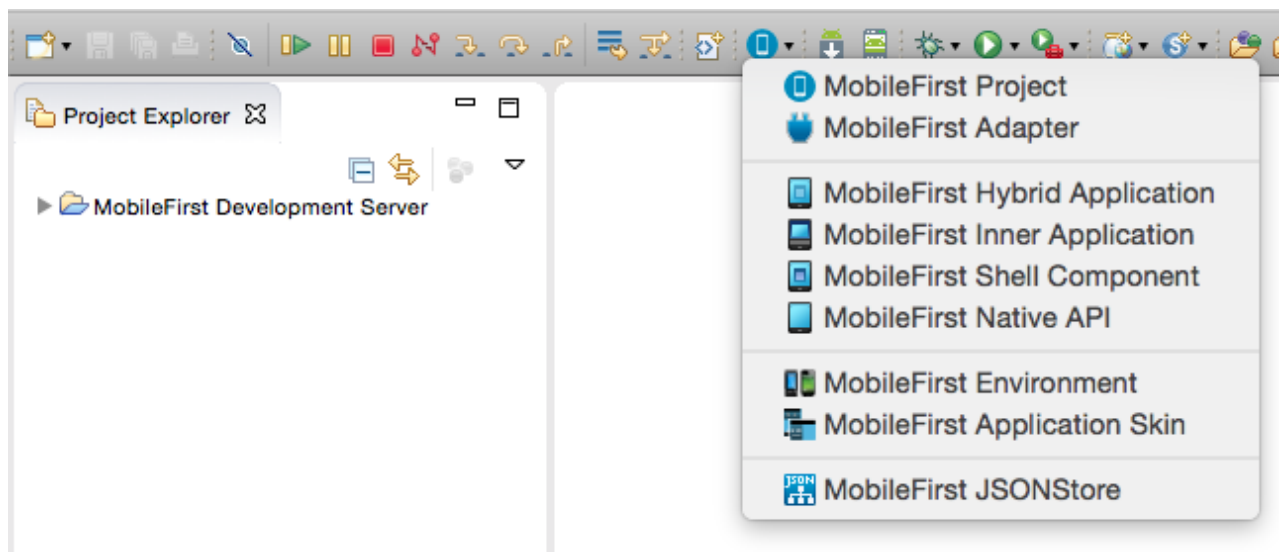 Project Explorer
MobileFirst Development Server
MobileFirst Project
MobileFirst Adapter
MobileFirst Hybrid Application
MobileFirst Inner Application
MobileFirst Shell Component
MobileFirst Native API
MobileFirst Environment
MobileFirst Application Skin
JSON
MobileFirst JSONStore